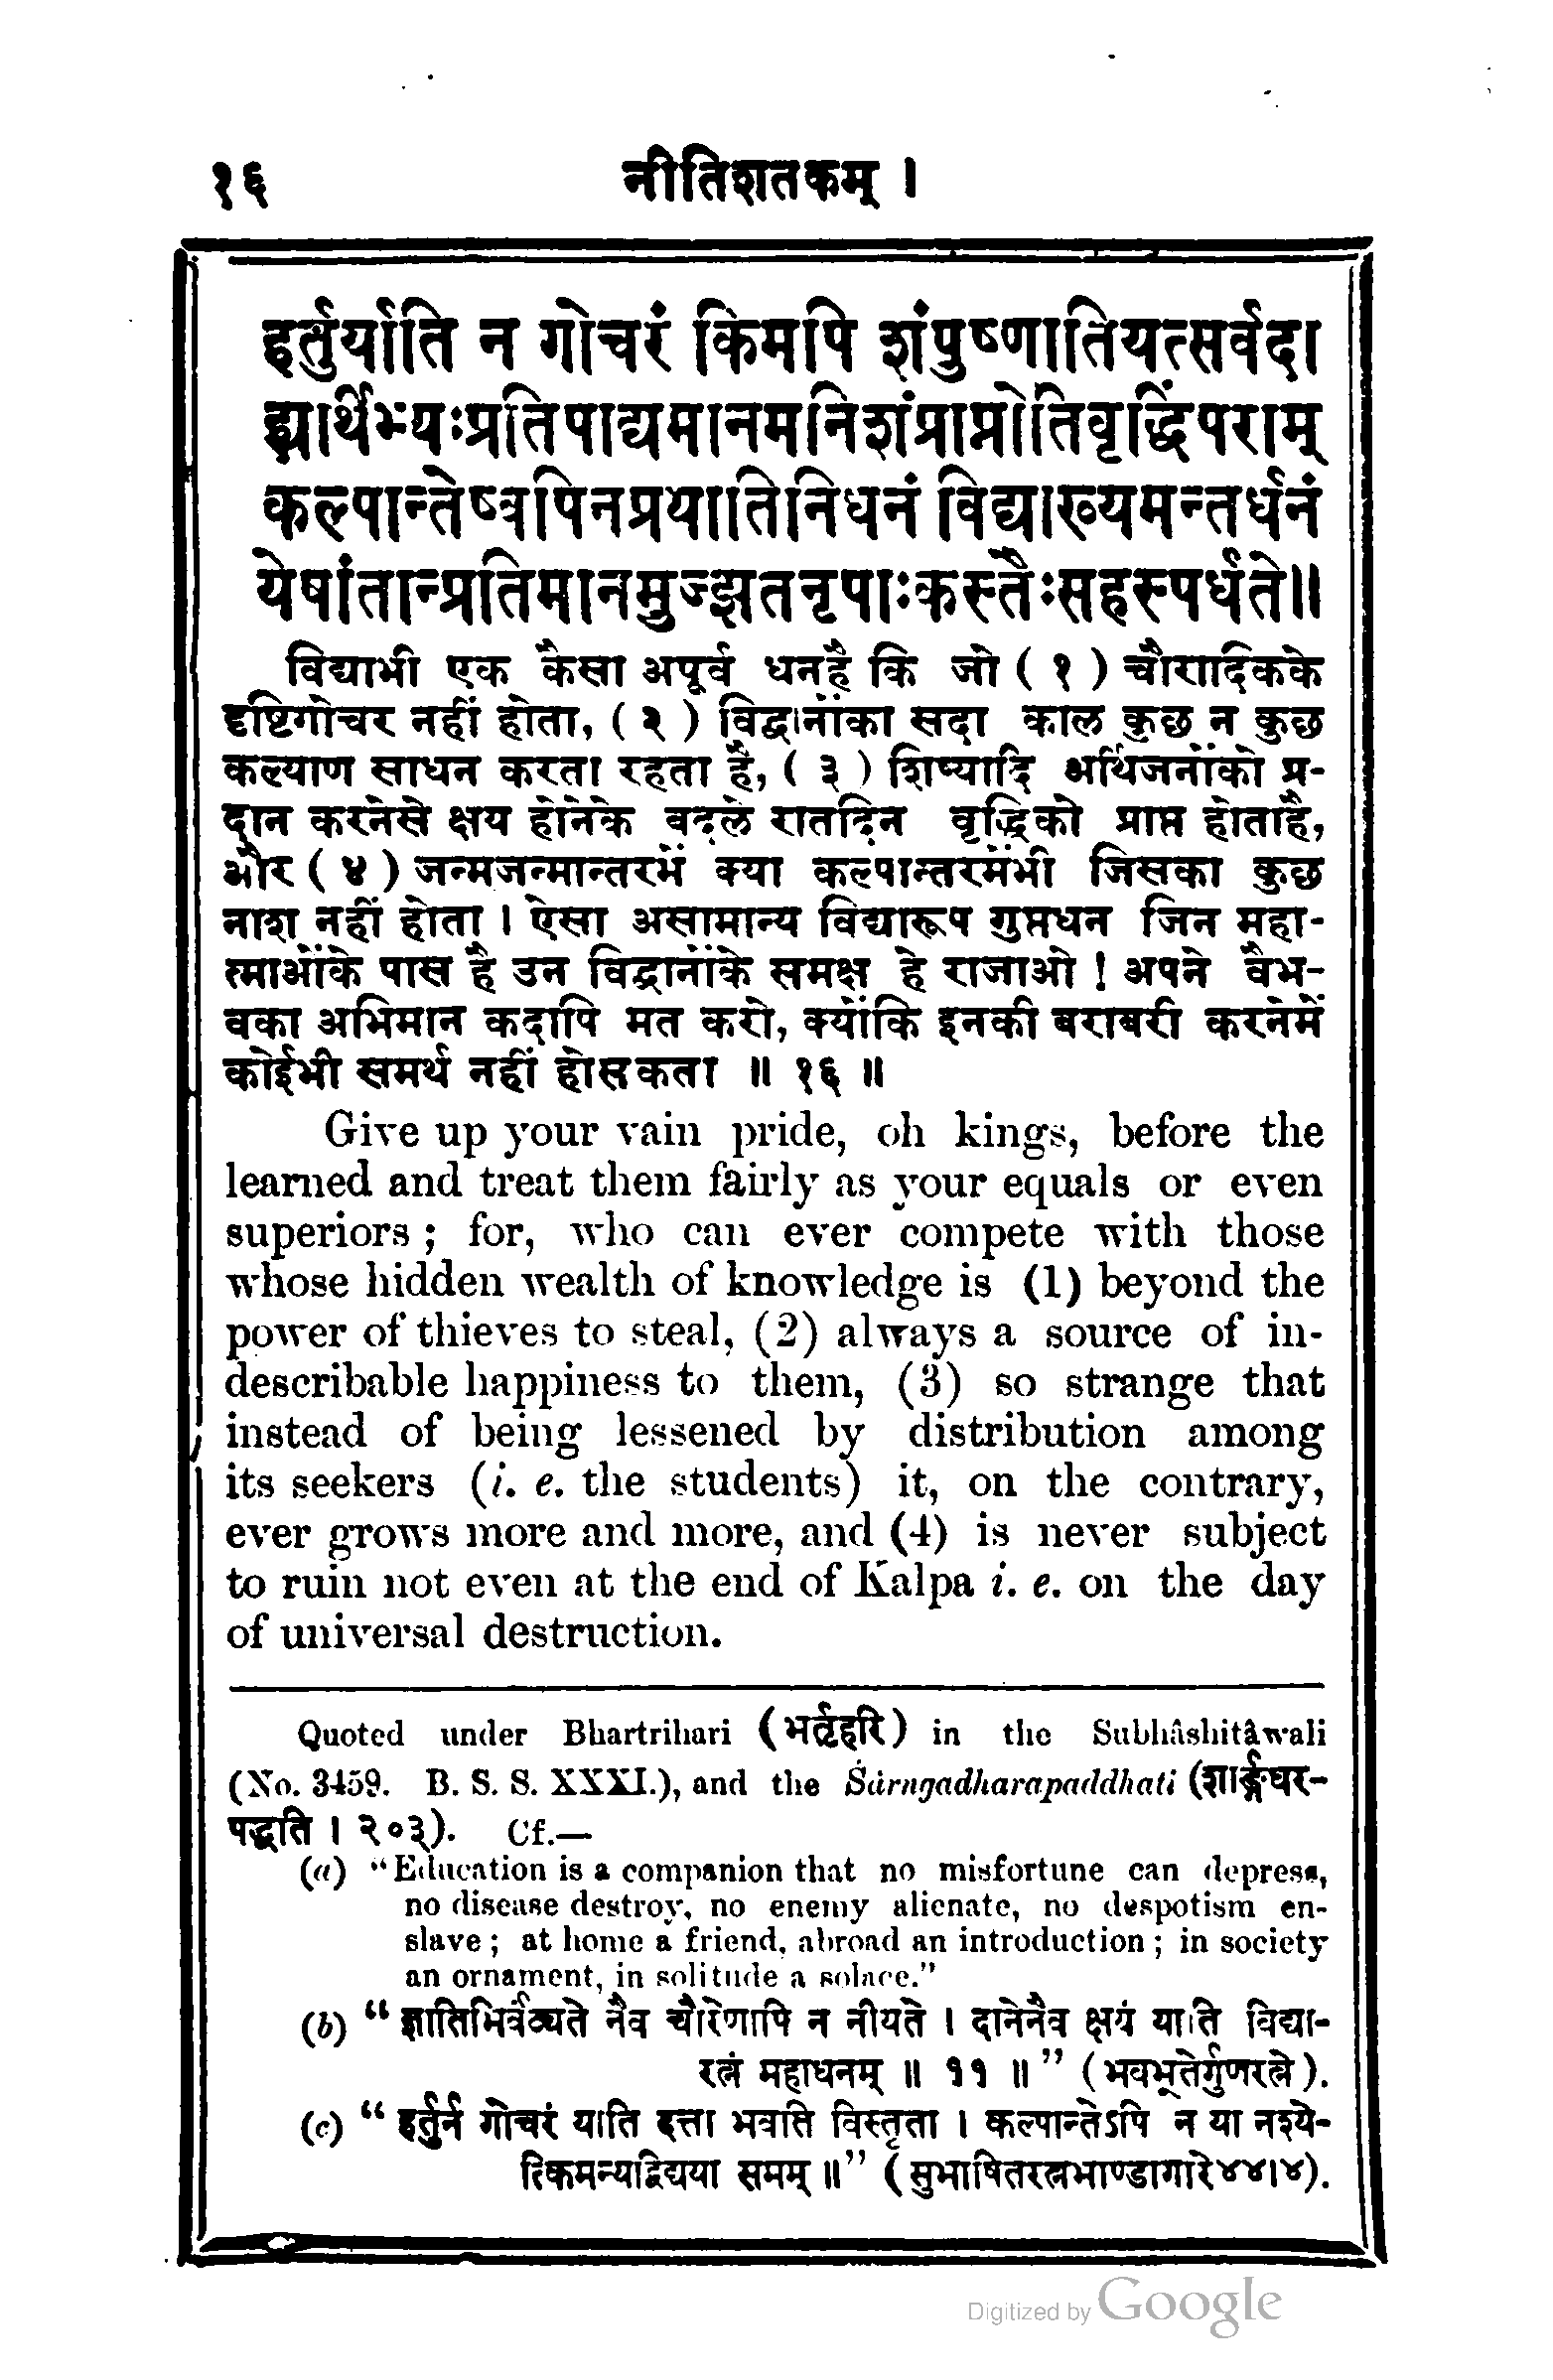 १६ नीतिशतकम् ।
हर्तुर्याति न गोचरं किमपि शंपुष्णातियत्सर्वदा
ह्यर्थिभ्यःप्रतिपाद्यमानमनिशंप्राप्नोतिवृद्धिंपराम्
कल्पान्तेष्वपिनप्रयातिनिधनं विद्याख्यमन्तर्धनं
येषांतान्प्रतिमानमुज्झतनृपाःकस्तैःसहस्पर्धते॥
विद्याभी एक कैसा अपूर्व धनहै कि जो ( १ ) चौरादिकके
दृष्टिगोचर नहीं होता, ( २ ) विद्वानोंका सदा काल कुछ न कुछ
कल्याण साधन करता रहता है, ( ३ ) शिष्यादि अर्थिजनोंको प्र-
दान करनेसे क्षय होनेके बदले रातदिन वृद्धिको प्राप्त होताहै,
और ( ४ ) जन्मजन्मान्तरमें क्या कल्पान्तरमेंभी जिसका कुछ
नाश नहीं होता । ऐसा असामान्य विद्यारूप गुप्तधन जिन महा-
त्माओंके पास है उन विद्वानोंके समक्ष हे राजाओ ! अपने वैभ-
वका अभिमान कदापि मत करो, क्योंकि इनकी बराबरी करनेमें
कोईभी समर्थ नहीं होसकता ॥ १६ ॥
Give up your vain pride, oh kings, before the
learned and treat them fairly as your equals or even
superiors ; for, who can ever compete with those
whose hidden wealth of knowledge is (1) beyond the
power of thieves to steal, (2) always a source of in-
describable happiness to them, (3) so strange that
instead of being lessened by distribution among
its seekers (i. e. the students) it, on the contrary,
ever grows more and more, and (4) is never subject
to ruin not even at the end of Kalpa i. e. on the day
of universal destruction.
Quoted under Bhartrihari (भर्तृहरि) in the Subhâshitâwali
(No. 3459. B. S. S. XXXI.), and the Śárngadharapaddhati (शार्ङ्गधर-
पद्धति । २०३). Cf.—
(a) "Education is a companion that no misfortune can depress,
no disease destroy, no enemy alienate, no despotism en-
slave ; at home a friend, abroad an introduction ; in society
an ornament, in solitude a solace."
(b) " ज्ञातिभिर्वंट्यते नैव चौरेणापि न नीयते । दानेनैव क्षयं याति विद्या-
रत्नं महाधनम् ॥ ११ ॥ " ( भवभूतेर्गुणरत्ने ).
(c) " हर्तुर्न गोचरं याति दत्ता भवति विस्तृता । कल्पान्तेऽपि न या नश्ये-
त्किमन्यद्विद्यया समम् ॥" ( सुभाषितरत्नभाण्डागारे४४।४).
Digitized by Google